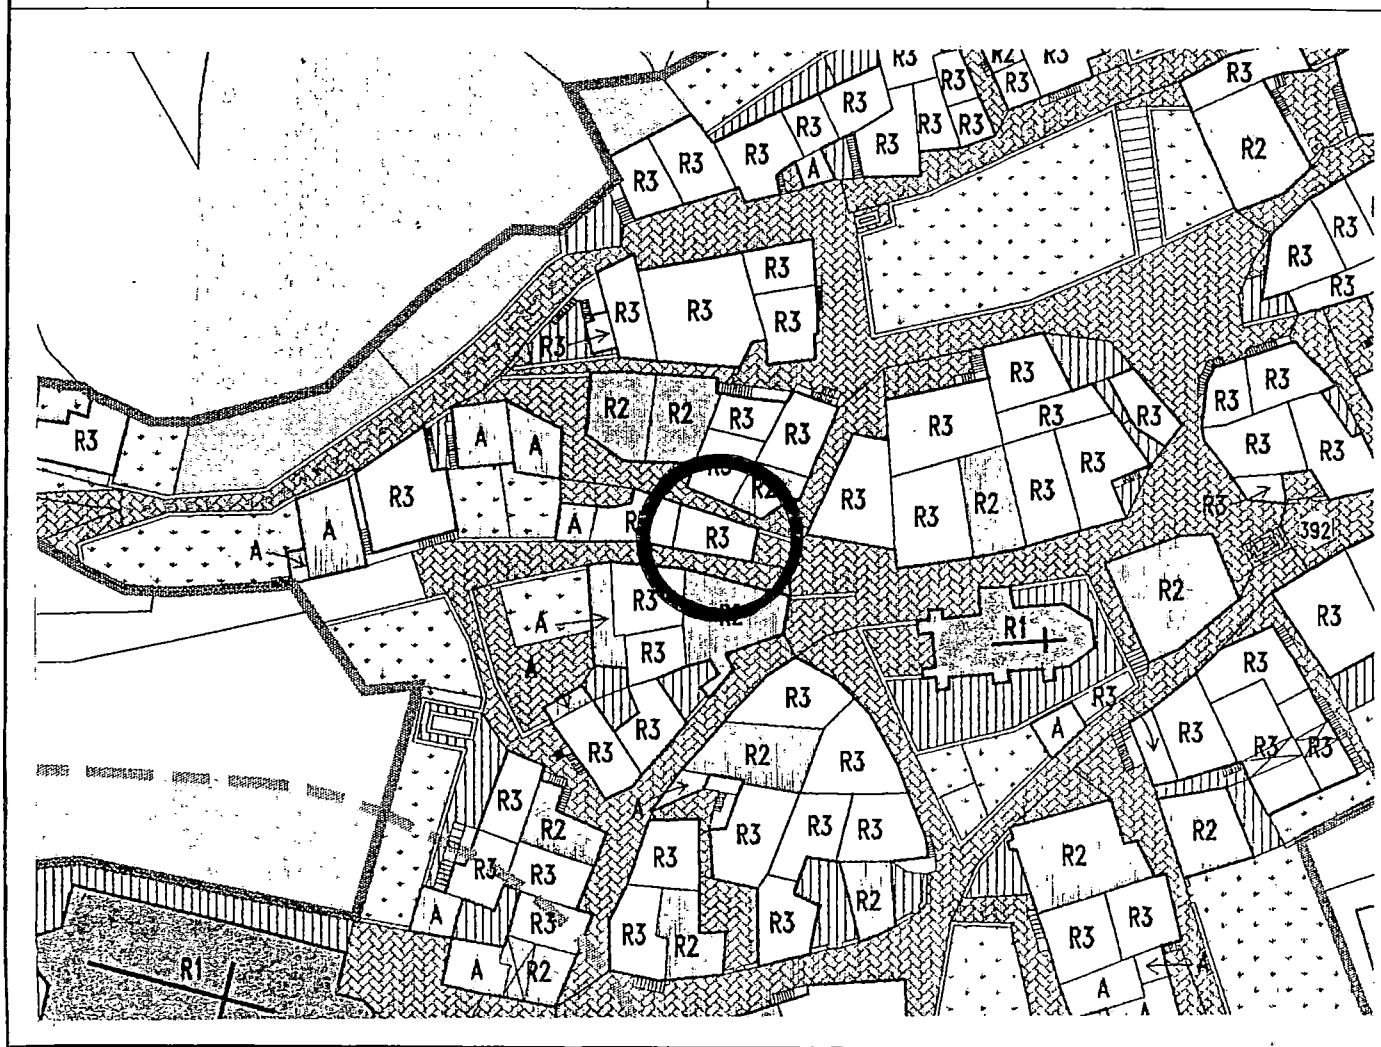 R3 R2 R3
R3 R3 R3
R3 R3 R3 R3 R3 R3
R3 R3 A
R2
R3 R3
R3 R3 R3 R3
R3 R3
R3
R2 R2 R3 R3
R3 R3 R3
R3 R3
R3 A A R3
R3 R3 R3 R3
R3 R2
R3 R3 R2 R3 R3
A R3
392
A R3 R2
A R3 R2 R1 R3
A R3 R3
R3 R3 R3
R3 R3 A R3 R3 R3
R2 R3
A
R3 R2 R3 R3 R3 R2
R3 R3 R3 R2
A R3 R3 R2 R3 R2 R3 R3
R1 A R2 A
A